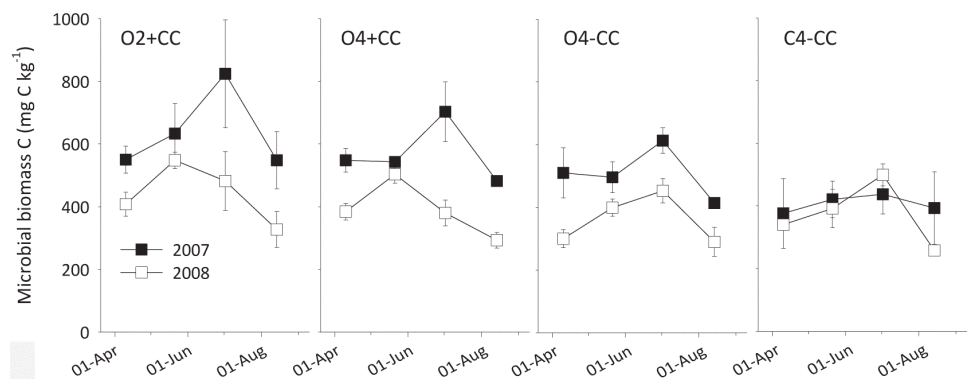 O2+CC O4+CC O4-CC C4-CC
Microbial biomass C (mg C kg⁻¹)
1000
800
600
400
200
0
2007
2008
01-Apr 01-Jun 01-Aug 01-Apr 01-Jun 01-Aug 01-Apr 01-Jun 01-Aug 01-Apr 01-Jun 01-Aug